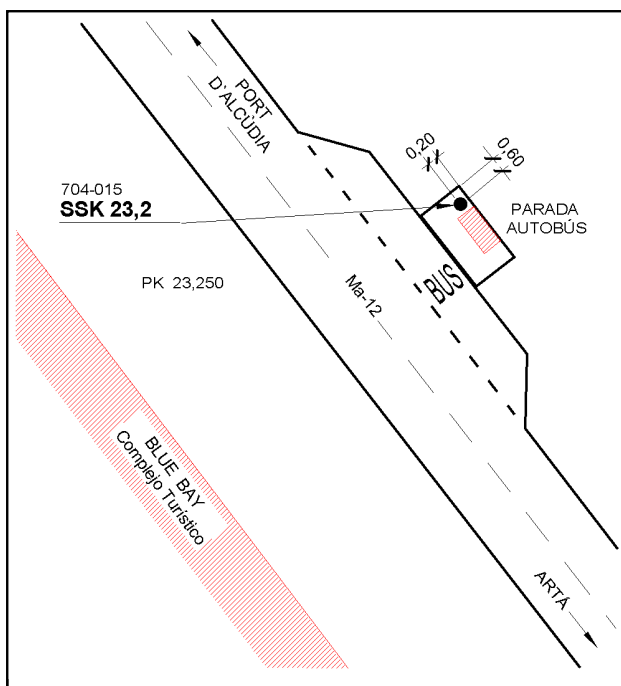 PORT
D'ALCÚDIA
0,20
0,60
704-015
SSK 23,2
PARADA
AUTOBÚS
BUS
PK 23,250
Ma-12
BLUE BAY
Complejo Turístico
ARTÁ